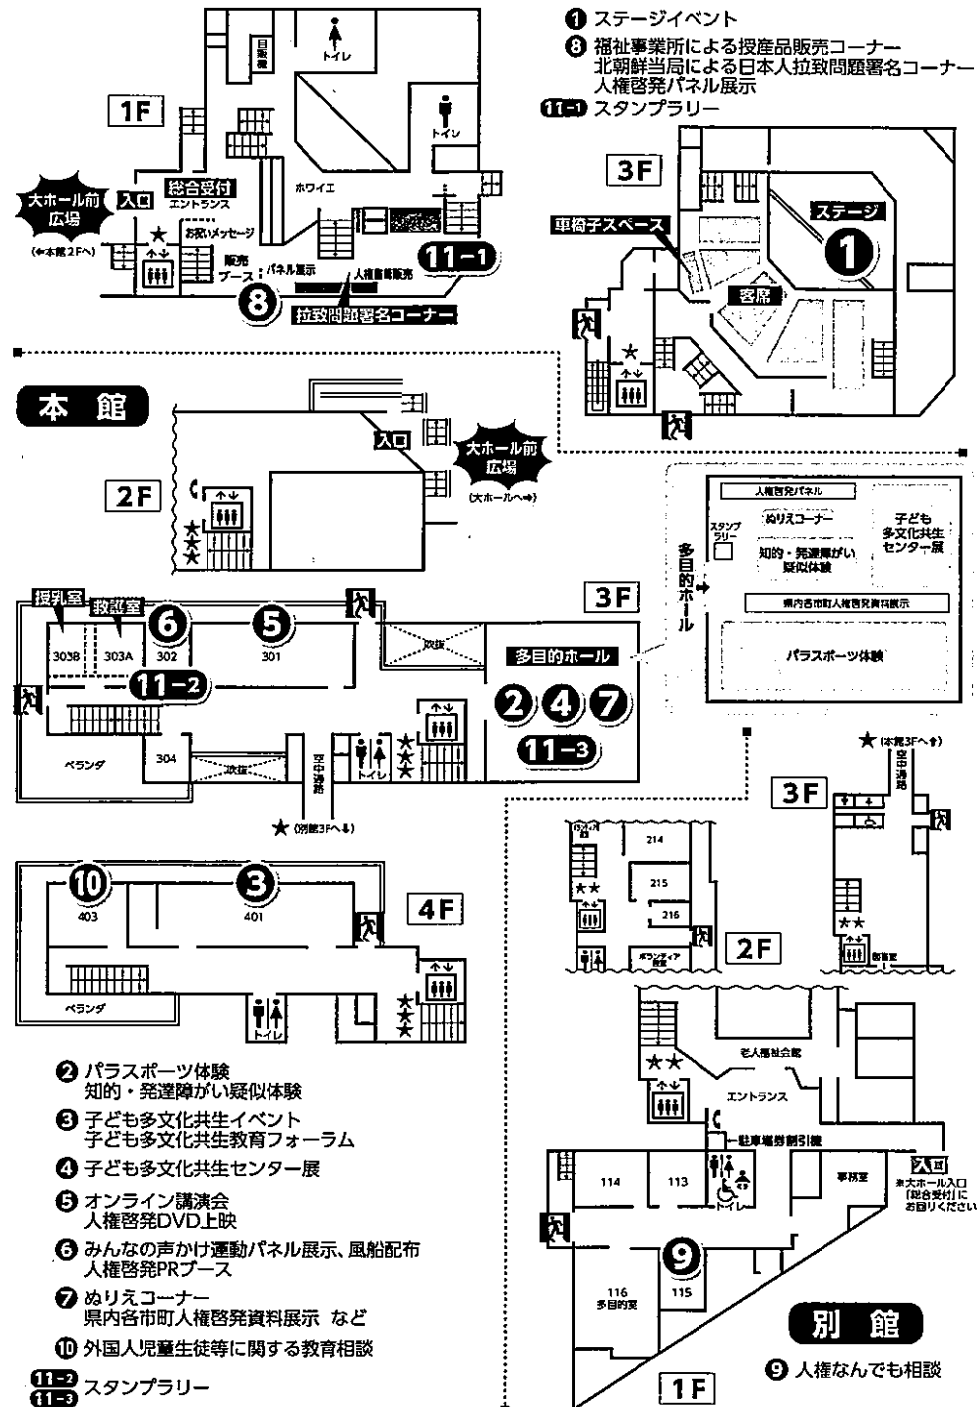 ❶ ステージイベント
❽ 福祉事業所による授産品販売コーナー
北朝鮮当局による日本人拉致問題署名コーナー
人権啓発パネル展示
11-1 スタンプラリー
1F
自販機
トイレ
トイレ
大ホール前
広場
(⇐本館2Fへ)
入口
総合受付
エントランス
ホワイエ
お祝いメッセージ
★
販売
ブース
パネル展示
人権書籍販売
11-1
❽
拉致問題署名コーナー
3F
車椅子スペース
ステージ
❶
客席
★
本館
2F
入口
大ホール前
広場
(大ホールへ⇒)
★
★
★
多目的ホール
→
人権啓発パネル
スタンプ
ラリー
ぬりえコーナー
知的・発達障がい
疑似体験
子ども
多文化共生
センター展
県内各市町人権啓発資料展示
パラスポーツ体験
3F
授乳室
救護室
❻
❺
303B
303A
302
301
11-2
吹抜
多目的ホール
❷ ❹ ❼
11-3
ベランダ
304
吹抜
空中通路
トイレ
★
★
★
★ (別館3Fへ⬇)
4F
❿
❸
403
401
ベランダ
トイレ
★
★
★
❷ パラスポーツ体験
知的・発達障がい疑似体験
❸ 子ども多文化共生イベント
子ども多文化共生教育フォーラム
❹ 子ども多文化共生センター展
❺ オンライン講演会
人権啓発DVD上映
❻ みんなの声かけ運動パネル展示、風船配布
人権啓発PRブース
❼ ぬりえコーナー
県内各市町人権啓発資料展示 など
❿ 外国人児童生徒等に関する教育相談
11-2
11-3
スタンプラリー
★ (本館3Fへ⬆)
空中通路
3F
★★
2F
214
215
216
ボランティア
★★
老人福祉会館
エントランス
★★
←駐車場券割引機
入口
※大ホール入口
「総合受付」に
お回りください
114
113
トイレ
事務室
❾
116
多目的室
115
1F
別館
❾ 人権なんでも相談